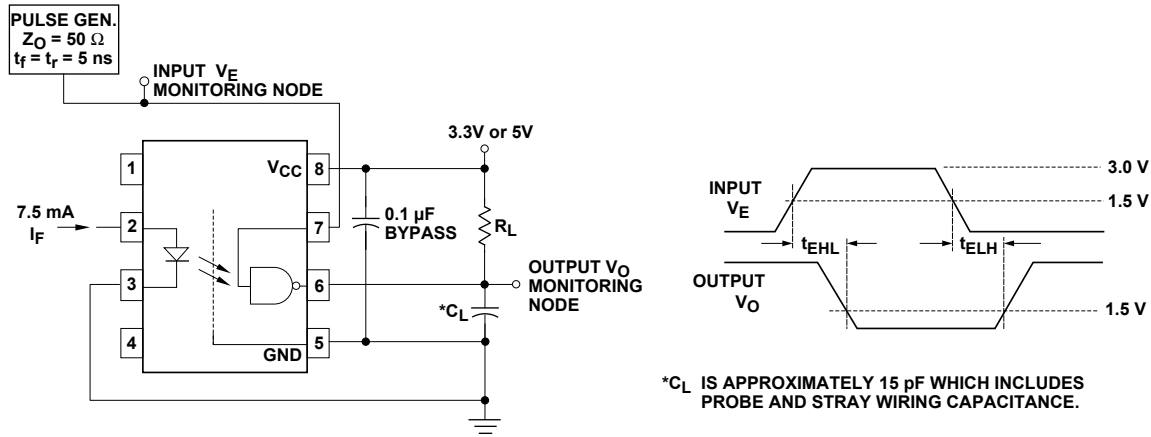 PULSE GEN.
ZO = 50 Ω
tf = tr = 5 ns
INPUT VE
MONITORING NODE
3.3V or 5V
1
VCC
8
7.5 mA
IF
2
7
0.1 µF
BYPASS
RL
3
6
OUTPUT VO
MONITORING
NODE
*CL
4
GND
5
INPUT
VE
3.0 V
1.5 V
tEHL
tELH
OUTPUT
VO
1.5 V
*CL IS APPROXIMATELY 15 pF WHICH INCLUDES
PROBE AND STRAY WIRING CAPACITANCE.